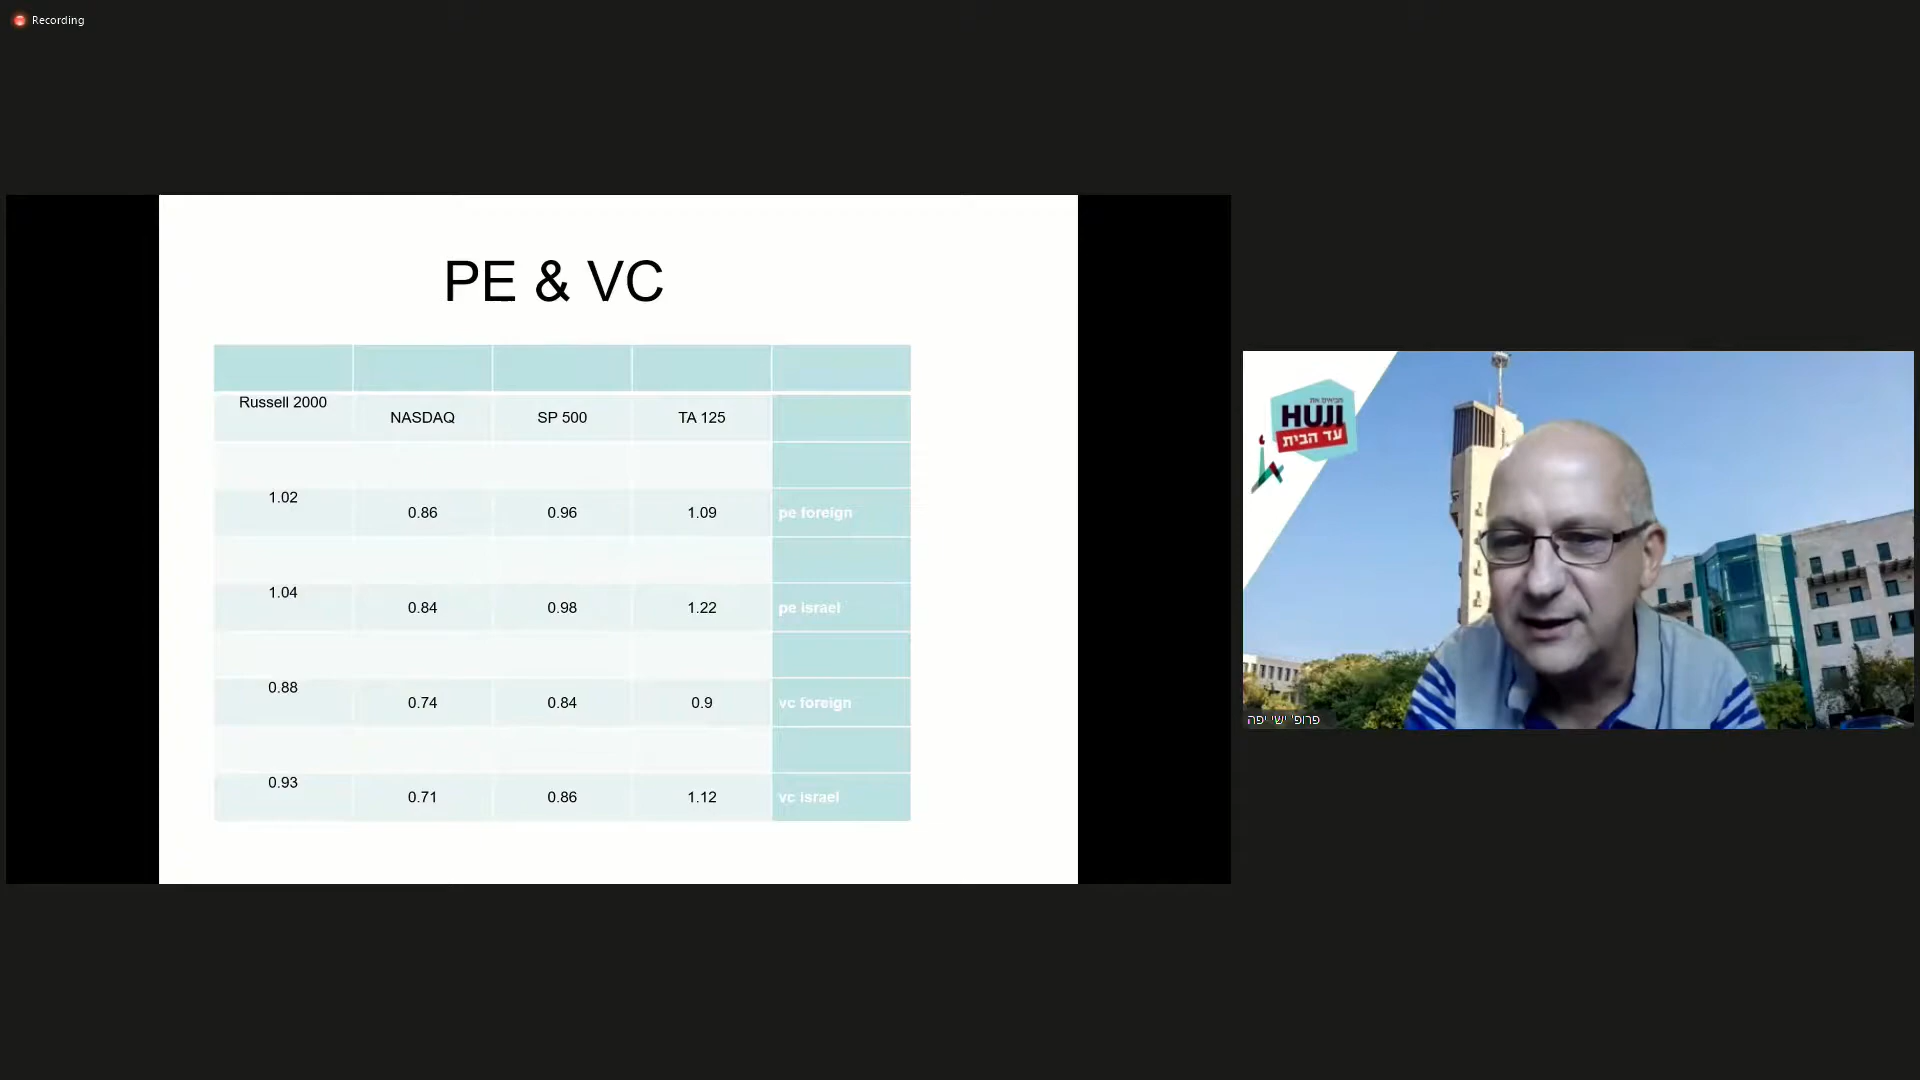 Recording
PE & VC
Russell 2000 NASDAQ SP 500 TA 125
1.02 0.86 0.96 1.09 pe foreign
1.04 0.84 0.98 1.22 pe israel
0.88 0.74 0.84 0.9 vc foreign
0.93 0.71 0.86 1.12 vc israel
מביאים את
HUJI
עד הבית
פרופ' ישי יפה